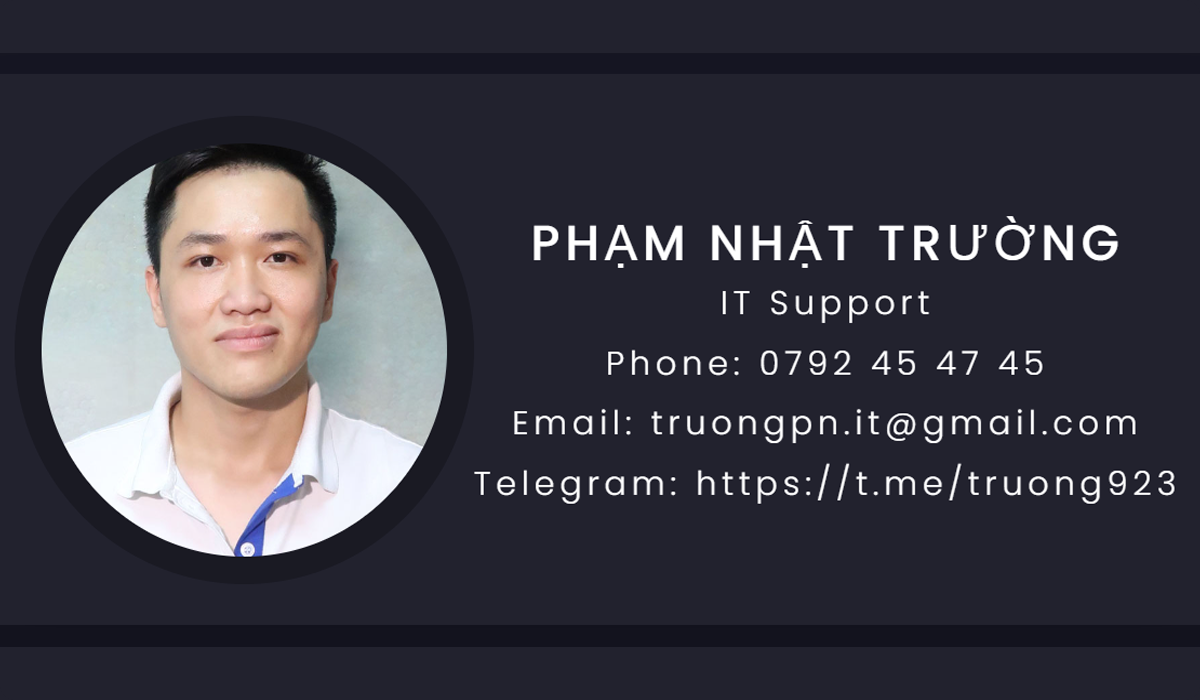 PHẠM NHẬT TRƯỜNG
IT Support
Phone: 0792 45 47 45
Email: truongpn.it@gmail.com
Telegram: https://t.me/truong923